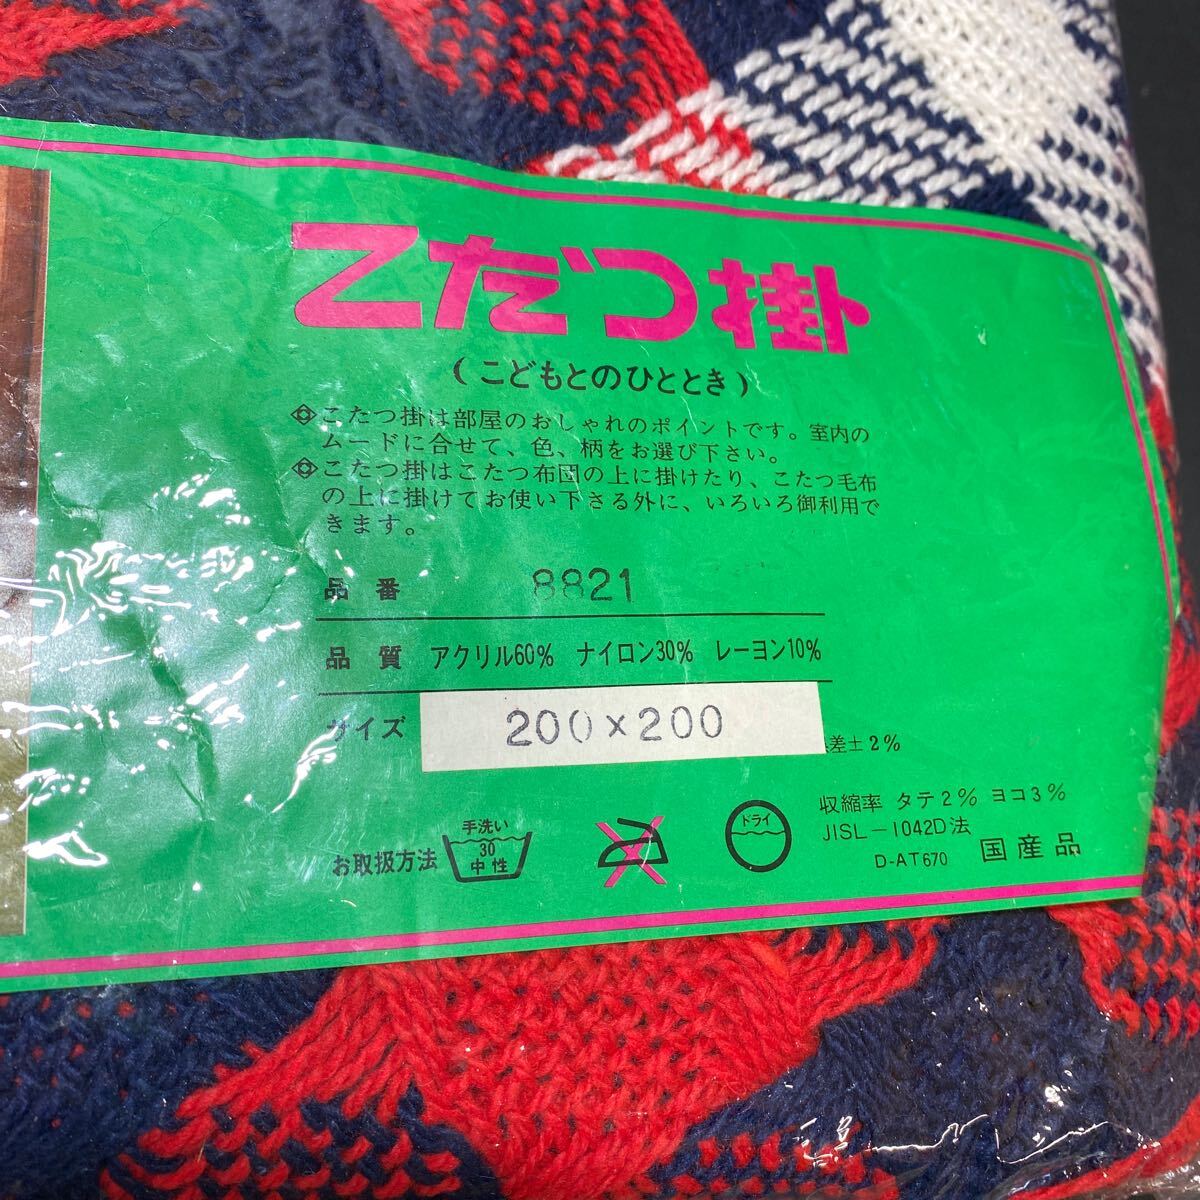 こたつ掛
(こどもとのひととき)
こたつ掛は部屋のおしゃれのポイントです。室内の
ムードに合せて、色、柄をお選び下さい。
こたつ掛はこたつ布団の上に掛けたり、こたつ毛布
の上に掛けてお使い下さる外に、いろいろ御利用で
きます。
品番 8821
品質 アクリル60% ナイロン30% レーヨン10%
サイズ 200×200
差±2%
お取扱方法
手洗い
30
中性
ドライ
収縮率 タテ2% ヨコ3%
JISL-1042D法
D-AT670 国産品